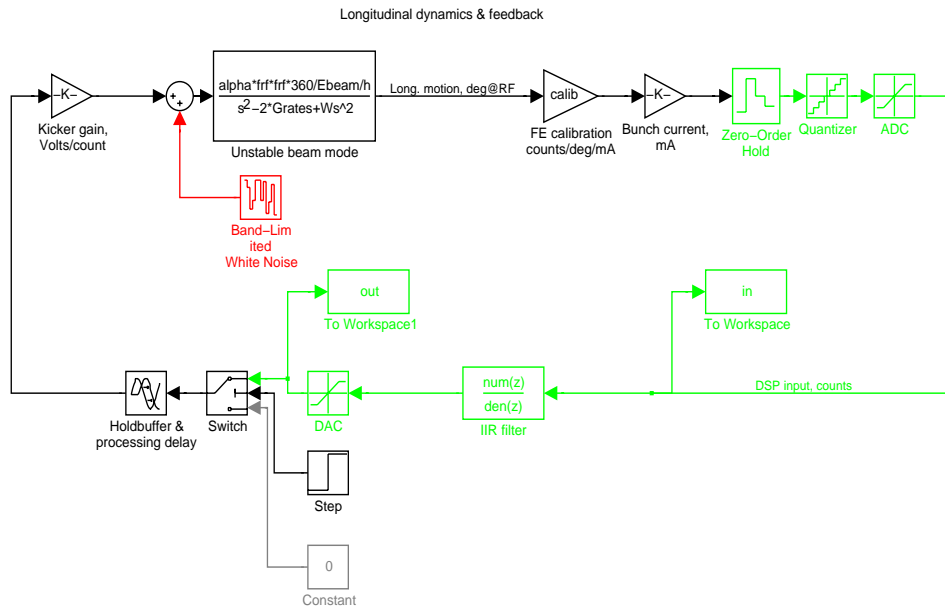 Longitudinal dynamics & feedback
−K−
Kicker gain,
Volts/count
+
+
alpha*frf*frf*360/Ebeam/h
s^2−2*Grates+Ws^2
Unstable beam mode
Long. motion, deg@RF
calib
FE calibration
counts/deg/mA
−K−
Bunch current,
mA
Zero−Order
Hold
Quantizer
ADC
Band−Lim
ited
White Noise
out
To Workspace1
in
To Workspace
Holdbuffer &
processing delay
Switch
DAC
num(z)
den(z)
IIR filter
DSP input, counts
Step
0
Constant